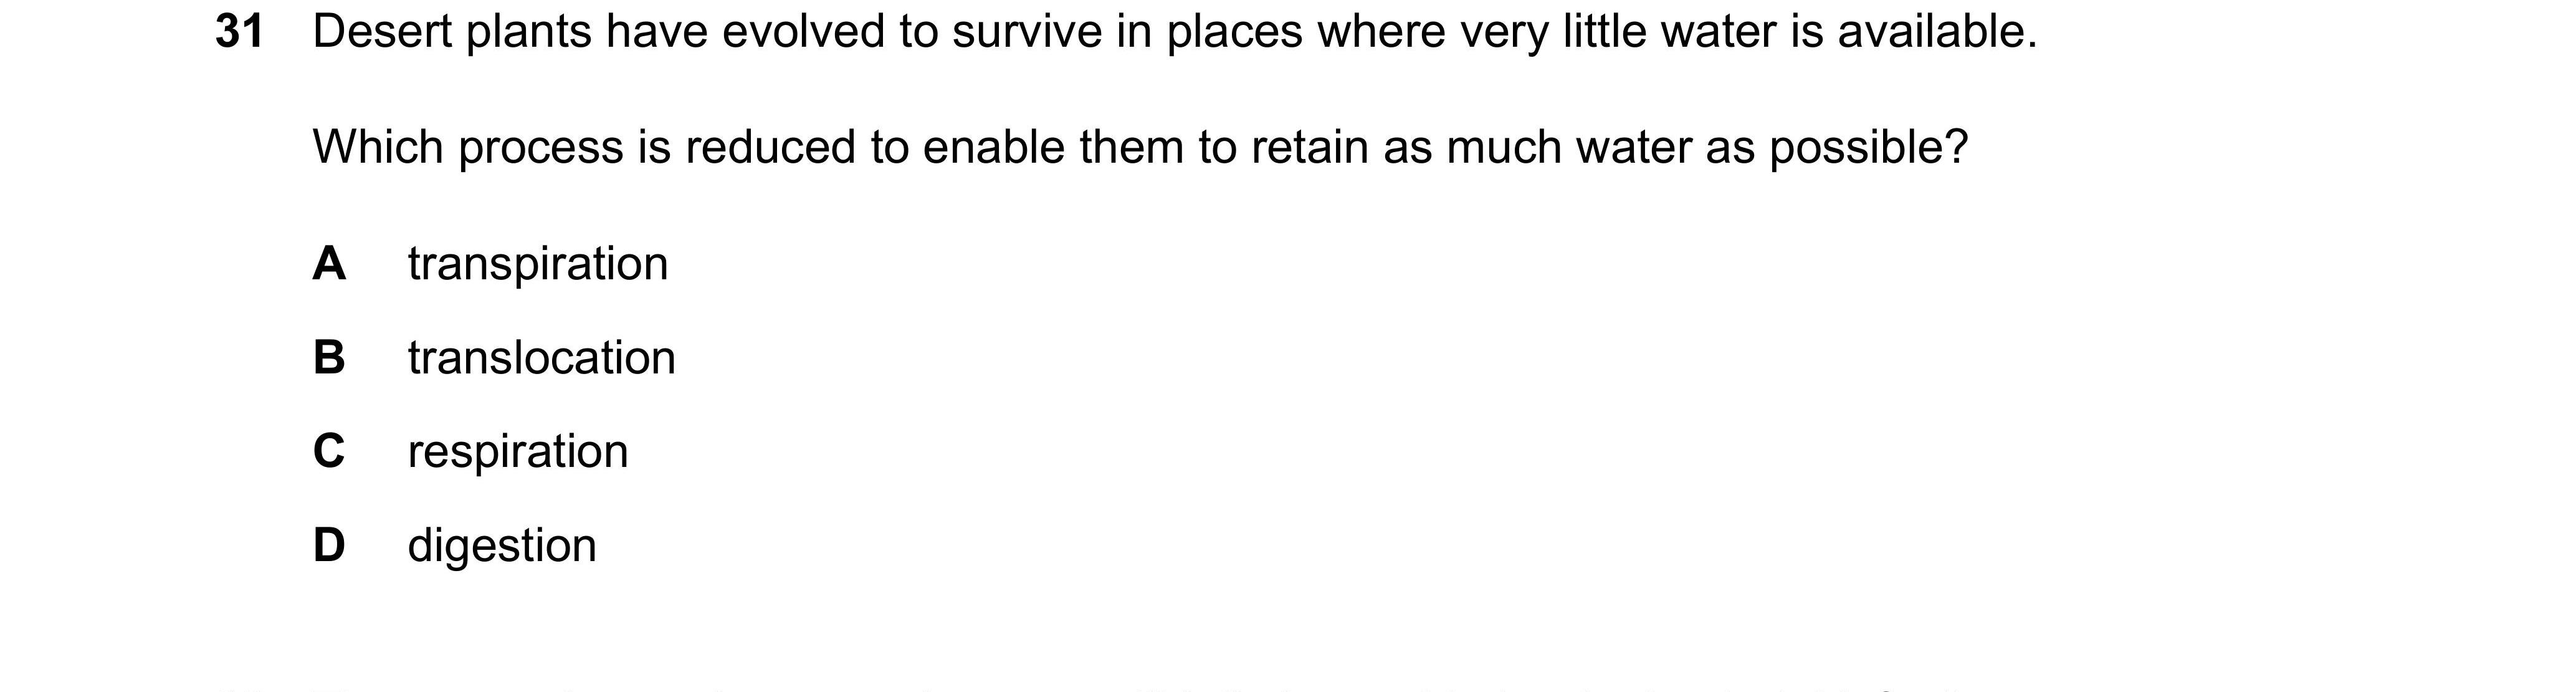 31 Desert plants have evolved to survive in places where very little water is available.
Which process is reduced to enable them to retain as much water as possible?
A transpiration
B translocation
C respiration
D digestion